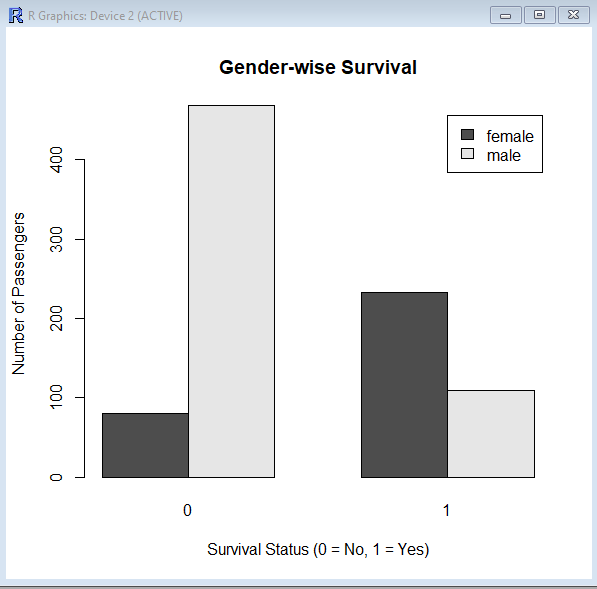 R Graphics: Device 2 (ACTIVE)
Gender-wise Survival
female
male
Number of Passengers
400
300
200
100
0
0
1
Survival Status (0 = No, 1 = Yes)